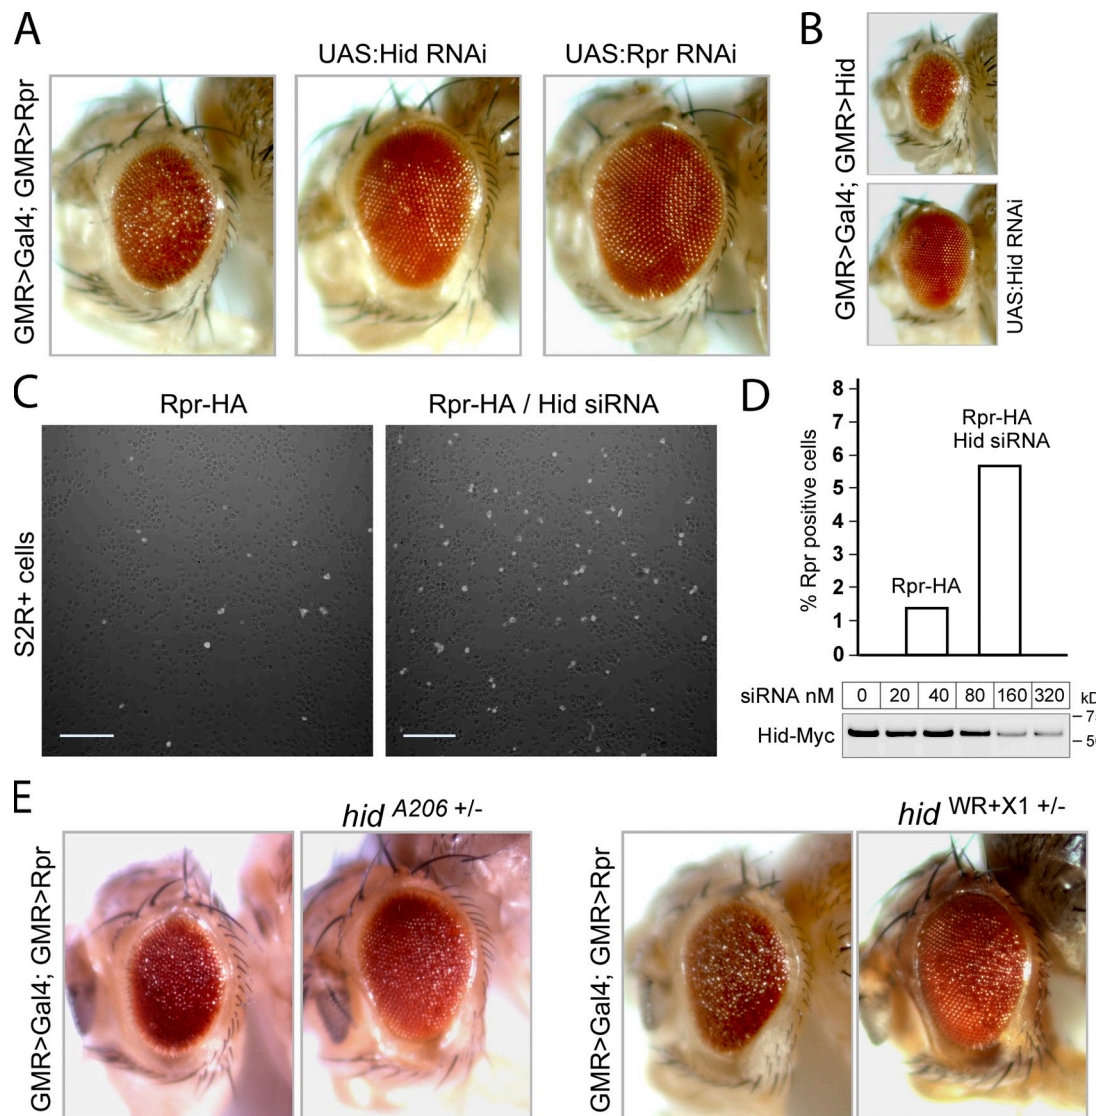 A
UAS:Hid RNAi
UAS:Rpr RNAi
GMR>Gal4; GMR>Rpr
B
GMR>Gal4; GMR>Hid
UAS:Hid RNAi
C
Rpr-HA
Rpr-HA / Hid siRNA
S2R+ cells
D
8
7
6
5
4
3
2
1
0
% Rpr positive cells
Rpr-HA
Hid siRNA
Rpr-HA
siRNA nM 0 20 40 80 160 320
Hid-Myc
E
hid A206 +/-
hid WR+X1 +/-
GMR>Gal4; GMR>Rpr
GMR>Gal4; GMR>Rpr